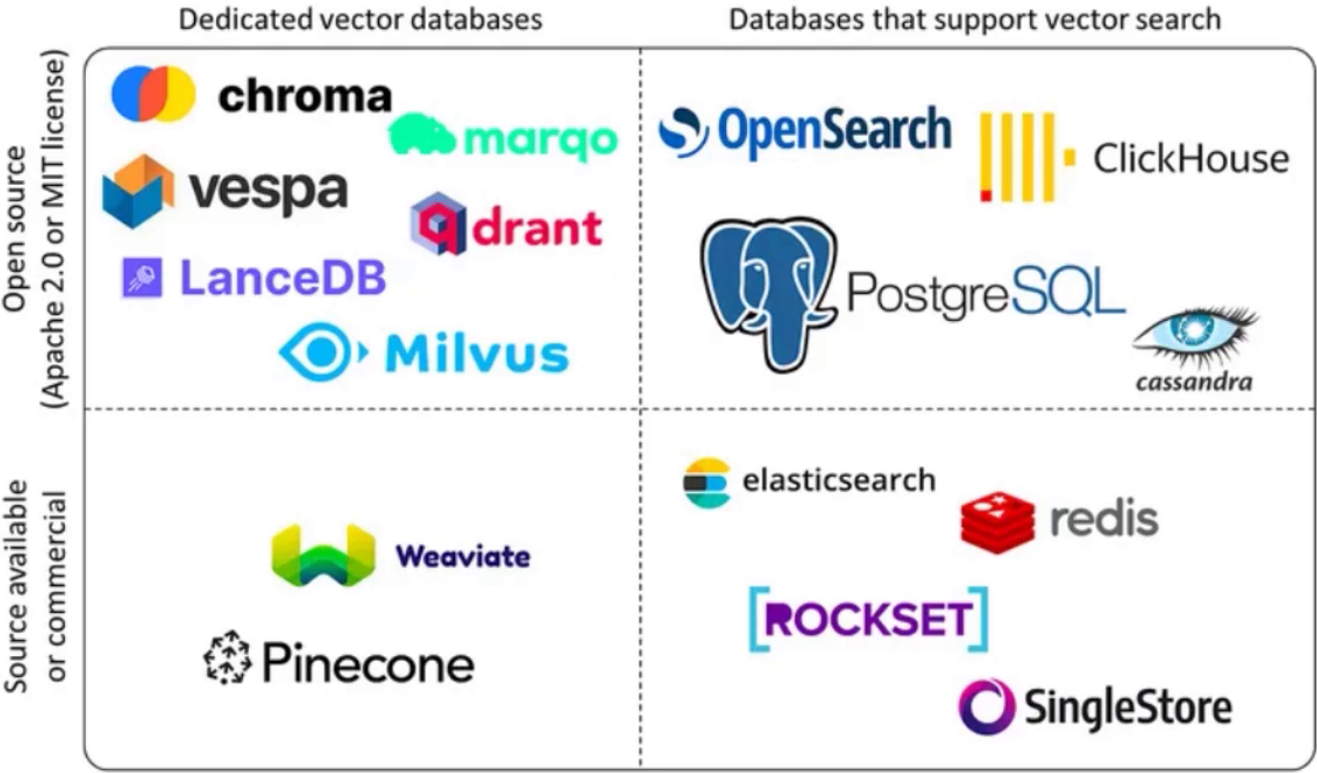 Dedicated vector databases
Databases that support vector search
Open source
(Apache 2.0 or MIT license)
chroma
marqo
vespa
qdrant
LanceDB
Milvus
OpenSearch
ClickHouse
PostgreSQL
cassandra
Source available
or commercial
Weaviate
Pinecone
elasticsearch
redis
ROCKSET
SingleStore